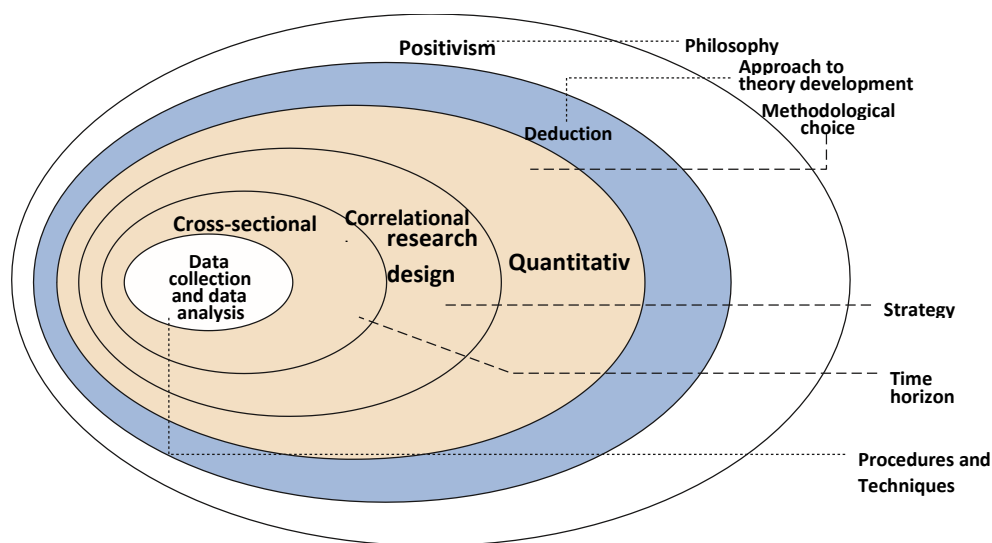 Positivism
Philosophy
Approach to
theory development
Methodological
choice
Deduction
Cross-sectional
Correlational
research
design
Quantitativ
Data
collection
and data
analysis
Strategy
Time
horizon
Procedures and
Techniques